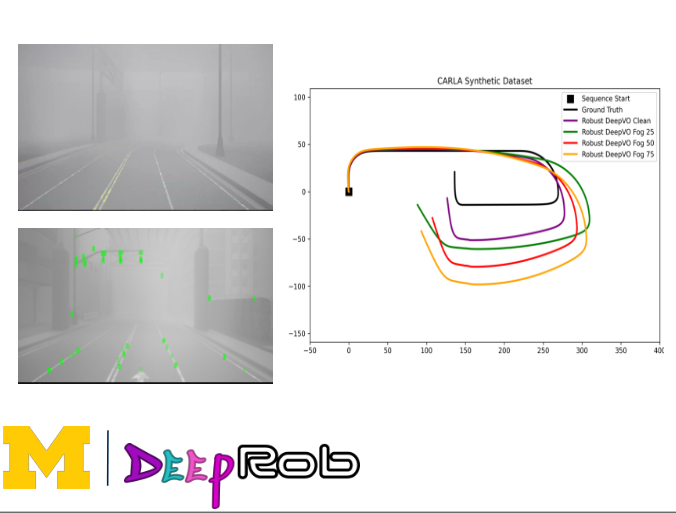 CARLA Synthetic Dataset
100
50
0
−50
−100
−150
−50
0
50
100
150
200
250
300
350
Sequence Start
Ground Truth
Robust DeepVO Clean
Robust DeepVO Fog 25
Robust DeepVO Fog 50
Robust DeepVO Fog 75
M
DEEPROB